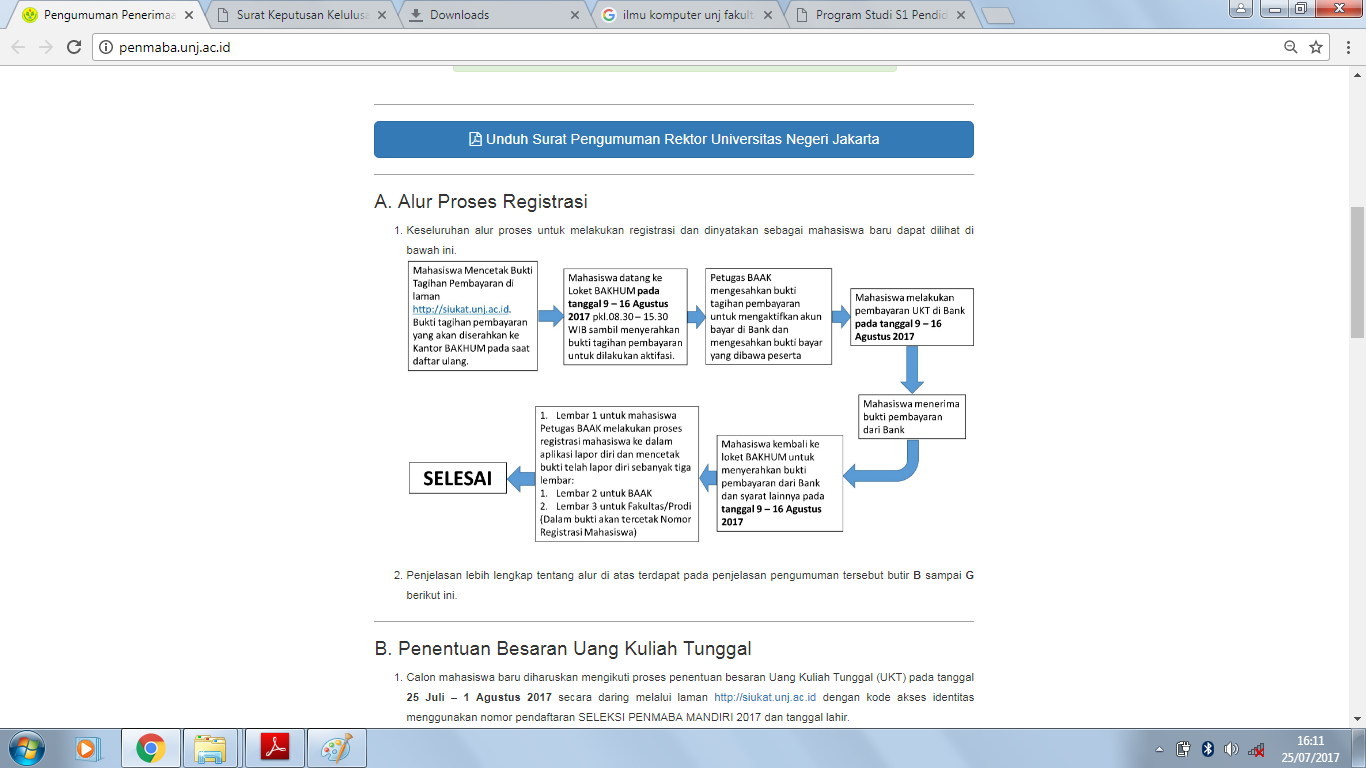 Pengumuman Penerimaa
Surat Keputusan Kelulusa
Downloads
ilmu komputer unj fakult
Program Studi S1 Pendid
penmaba.unj.ac.id
Unduh Surat Pengumuman Rektor Universitas Negeri Jakarta
A. Alur Proses Registrasi
1. Keseluruhan alur proses untuk melakukan registrasi dan dinyatakan sebagai mahasiswa baru dapat dilihat di
bawah ini.
Mahasiswa Mencetak Bukti
Tagihan Pembayaran di
laman
http://siukat.unj.ac.id.
Bukti tagihan pembayaran
yang akan diserahkan ke
Kantor BAKHUM pada saat
daftar ulang.
Mahasiswa datang ke
Loket BAKHUM pada
tanggal 9 – 16 Agustus
2017 pkl.08.30 – 15.30
WIB sambil menyerahkan
bukti tagihan pembayaran
untuk dilakukan aktifasi.
Petugas BAAK
mengesahkan bukti
tagihan pembayaran
untuk mengaktifkan akun
bayar di Bank dan
mengesahkan bukti bayar
yang dibawa peserta
Mahasiswa melakukan
pembayaran UKT di Bank
pada tanggal 9 – 16
Agustus 2017
Mahasiswa menerima
bukti pembayaran
dari Bank
Mahasiswa kembali ke
loket BAKHUM untuk
menyerahkan bukti
pembayaran dari Bank
dan syarat lainnya pada
tanggal 9 – 16 Agustus
2017
1. Lembar 1 untuk mahasiswa
Petugas BAAK melakukan proses
registrasi mahasiswa ke dalam
aplikasi lapor diri dan mencetak
bukti telah lapor diri sebanyak tiga
lembar:
1. Lembar 2 untuk BAAK
2. Lembar 3 untuk Fakultas/Prodi
(Dalam bukti akan tercetak Nomor
Registrasi Mahasiswa)
SELESAI
2. Penjelasan lebih lengkap tentang alur di atas terdapat pada penjelasan pengumuman tersebut butir B sampai G
berikut ini.
B. Penentuan Besaran Uang Kuliah Tunggal
1. Calon mahasiswa baru diharuskan mengikuti proses penentuan besaran Uang Kuliah Tunggal (UKT) pada tanggal
25 Juli – 1 Agustus 2017 secara daring melalui laman http://siukat.unj.ac.id dengan kode akses identitas
menggunakan nomor pendaftaran SELEKSI PENMABA MANDIRI 2017 dan tanggal lahir.
16:11
25/07/2017